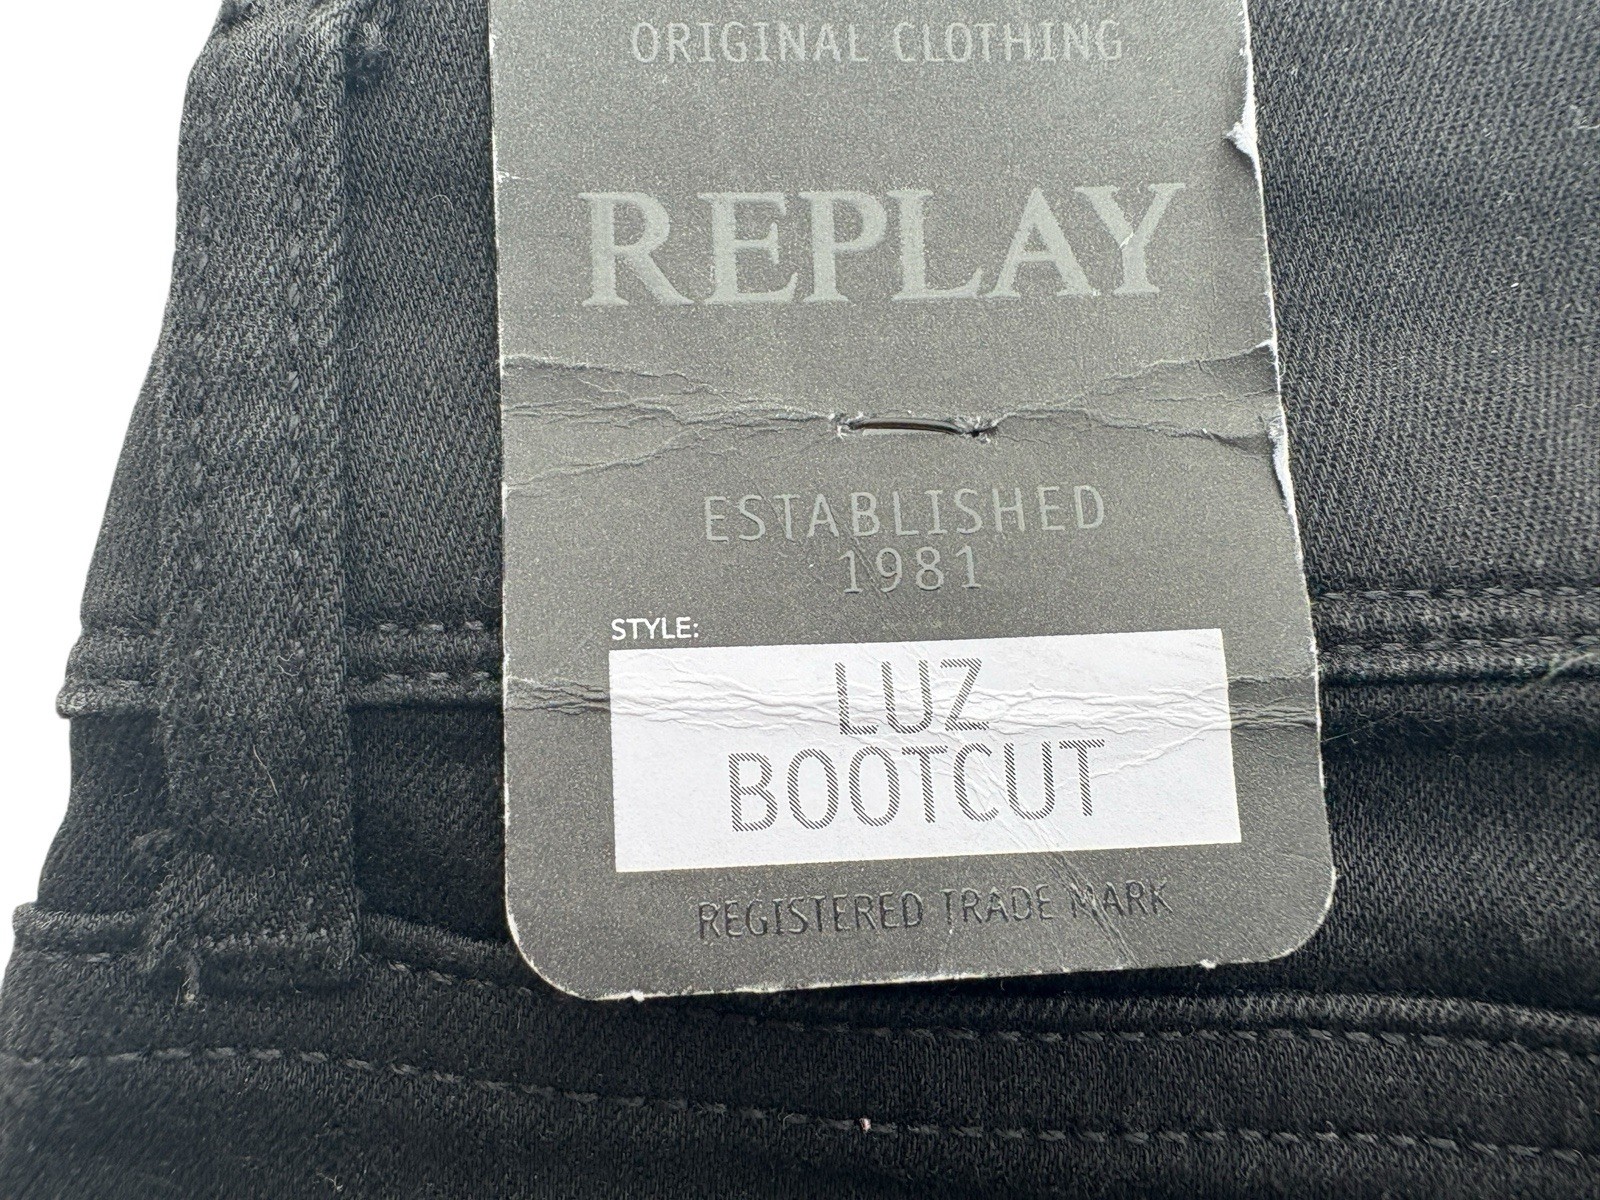 ORIGINAL CLOTHING
REPLAY
ESTABLISHED
1981
STYLE:
LUZ
BOOTCUT
REGISTERED TRADE MARK